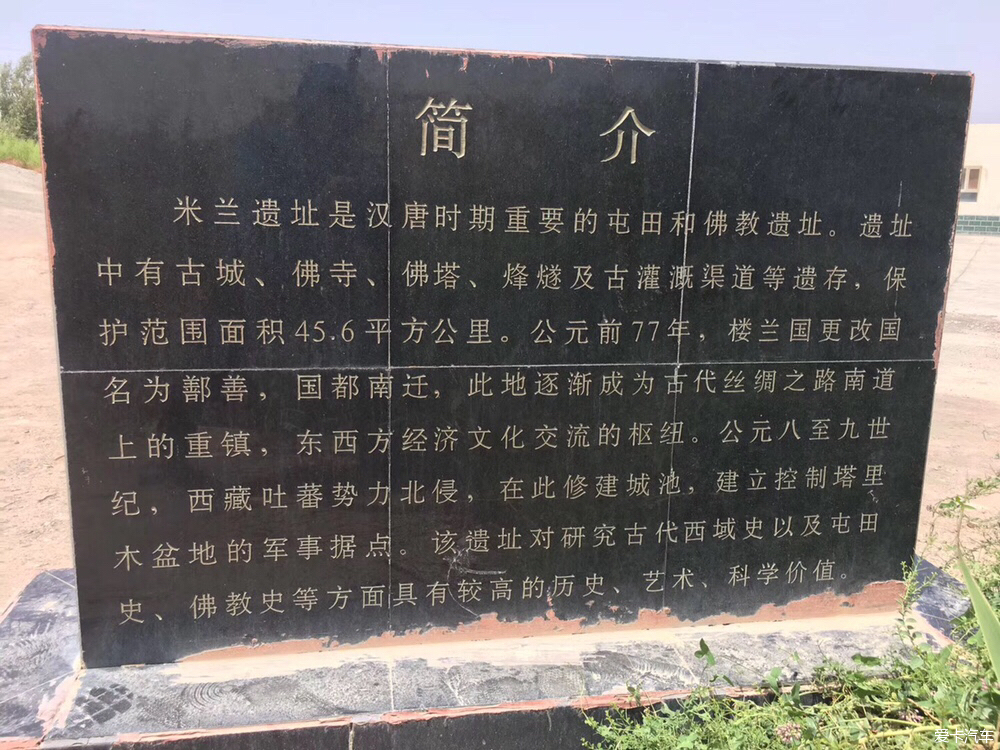 简介
米兰遗址是汉唐时期重要的屯田和佛教遗址。遗址
中有古城、佛寺、佛塔、烽燧及古灌溉渠道等遗存，保
护范围面积45.6平方公里。公元前77年，楼兰国更改国
名为鄯善，国都南迁，此地逐渐成为古代丝绸之路南道
上的重镇，东西方经济文化交流的枢纽。公元八至九世
纪，西藏吐蕃势力北侵，在此修建城池，建立控制塔里
木盆地的军事据点。该遗址对研究古代西域史以及屯田
史、佛教史等方面具有较高的历史、艺术、科学价值。
爱卡汽车